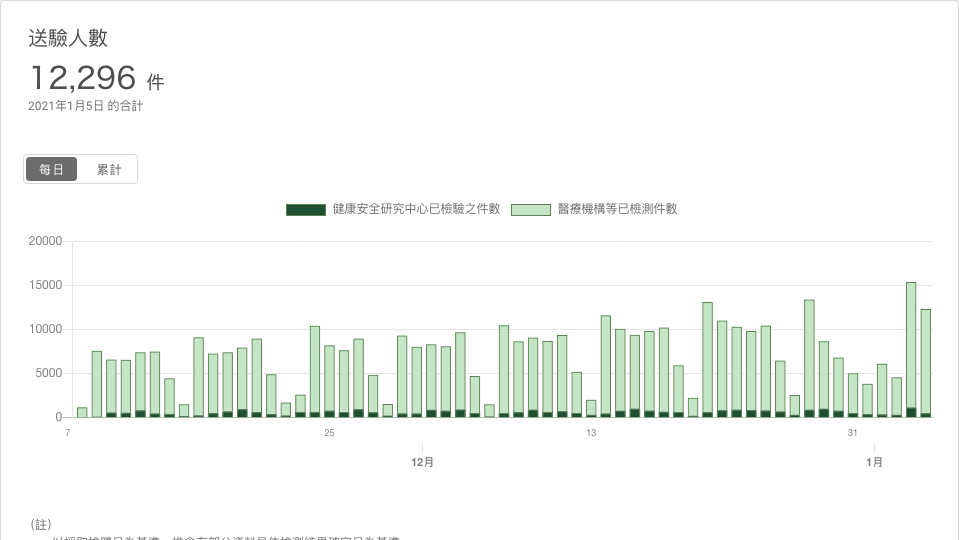 送驗人數
12,296 件
2021年1月5日 的合計
每日 累計
健康安全研究中心已檢驗之件數 醫療機構等已檢測件數
20000
15000
10000
5000
0
7 25 13 31
12月 1月
（註）